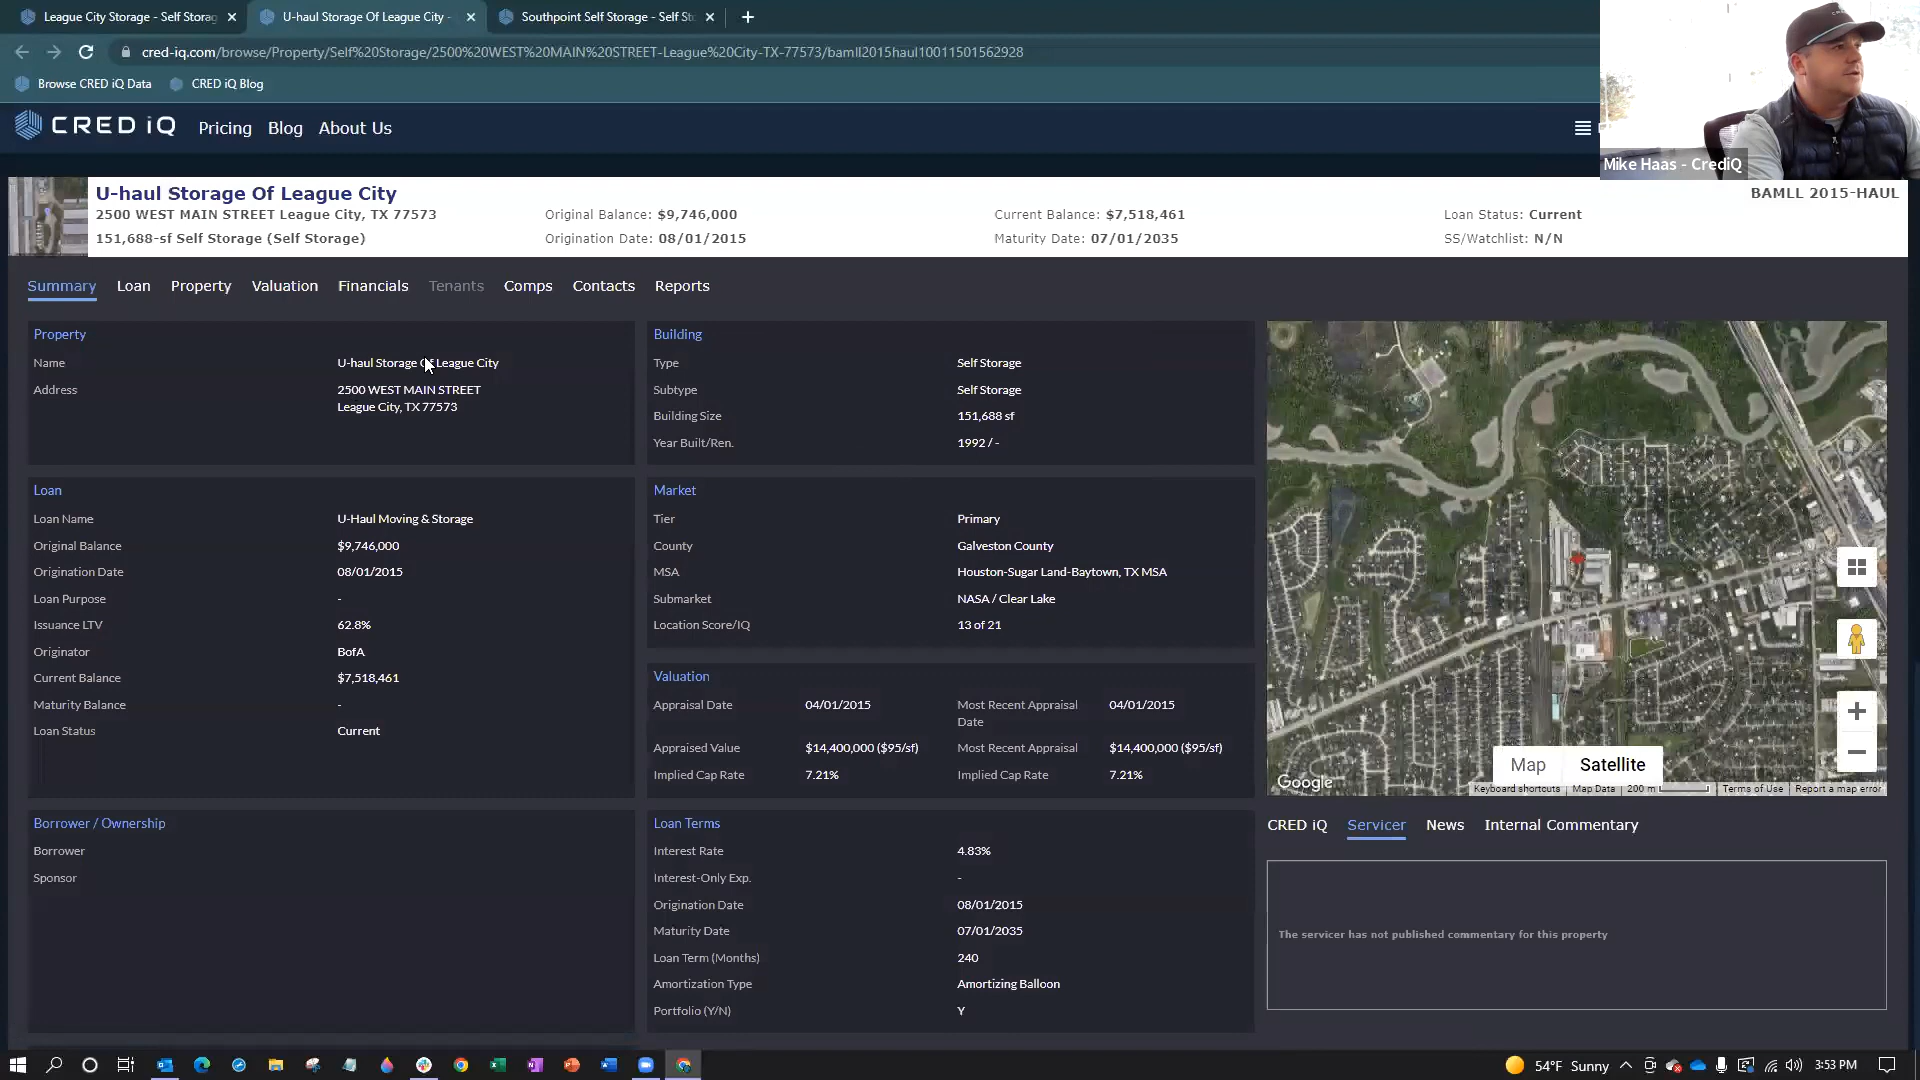 League City Storage - Self Storag
U-haul Storage Of League City -
Southpoint Self Storage - Self St
cred-iq.com/browse/Property/Self%20Storage/2500%20WEST%20MAIN%20STREET-League%20City-TX-77573/bamll2015haul10011501562928
Browse CRED iQ Data
CRED iQ Blog
CRED iQ
Pricing
Blog
About Us
Mike Haas - CrediQ
U-haul Storage Of League City
BAMLL 2015-HAUL
2500 WEST MAIN STREET League City, TX 77573
Original Balance: $9,746,000
Current Balance: $7,518,461
Loan Status: Current
151,688-sf Self Storage (Self Storage)
Origination Date: 08/01/2015
Maturity Date: 07/01/2035
SS/Watchlist: N/N
Summary
Loan
Property
Valuation
Financials
Tenants
Comps
Contacts
Reports
Property
Name U-haul Storage Of League City
Address 2500 WEST MAIN STREET
League City, TX 77573
Loan
Loan Name U-Haul Moving & Storage
Original Balance $9,746,000
Origination Date 08/01/2015
Loan Purpose -
Issuance LTV 62.8%
Originator BofA
Current Balance $7,518,461
Maturity Balance -
Loan Status Current
Borrower / Ownership
Borrower
Sponsor
Building
Type Self Storage
Subtype Self Storage
Building Size 151,688 sf
Year Built/Ren. 1992 / -
Market
Tier Primary
County Galveston County
MSA Houston-Sugar Land-Baytown, TX MSA
Submarket NASA / Clear Lake
Location Score/IQ 13 of 21
Valuation
Appraisal Date 04/01/2015 Most Recent Appraisal 04/01/2015
Date
Appraised Value $14,400,000 ($95/sf) Most Recent Appraisal $14,400,000 ($95/sf)
Implied Cap Rate 7.21% Implied Cap Rate 7.21%
Loan Terms
Interest Rate 4.83%
Interest-Only Exp. -
Origination Date 08/01/2015
Maturity Date 07/01/2035
Loan Term (Months) 240
Amortization Type Amortizing Balloon
Portfolio (Y/N) Y
Map
Satellite
Google
Keyboard shortcuts
Map Data
200 m
Terms of Use
Report a map error
CRED iQ
Servicer
News
Internal Commentary
The servicer has not published commentary for this property
54°F Sunny
3:53 PM